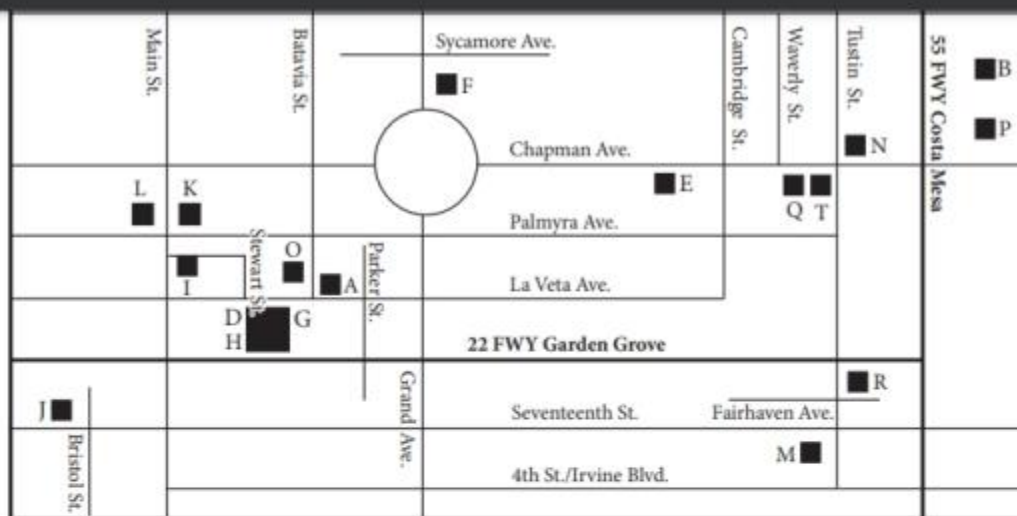 Main St.
Batavia St.
Sycamore Ave.
Cambridge St.
Waverly St.
Tustin St.
55 FWY Costa Mesa
B
F
P
N
Chapman Ave.
L
K
E
Q
T
Palmyra Ave.
Stewart St.
O
Parker St.
I
A
La Veta Ave.
D
G
H
22 FWY Garden Grove
Grand Ave.
R
J
Seventeenth St.
Fairhaven Ave.
Bristol St.
M
4th St./Irvine Blvd.